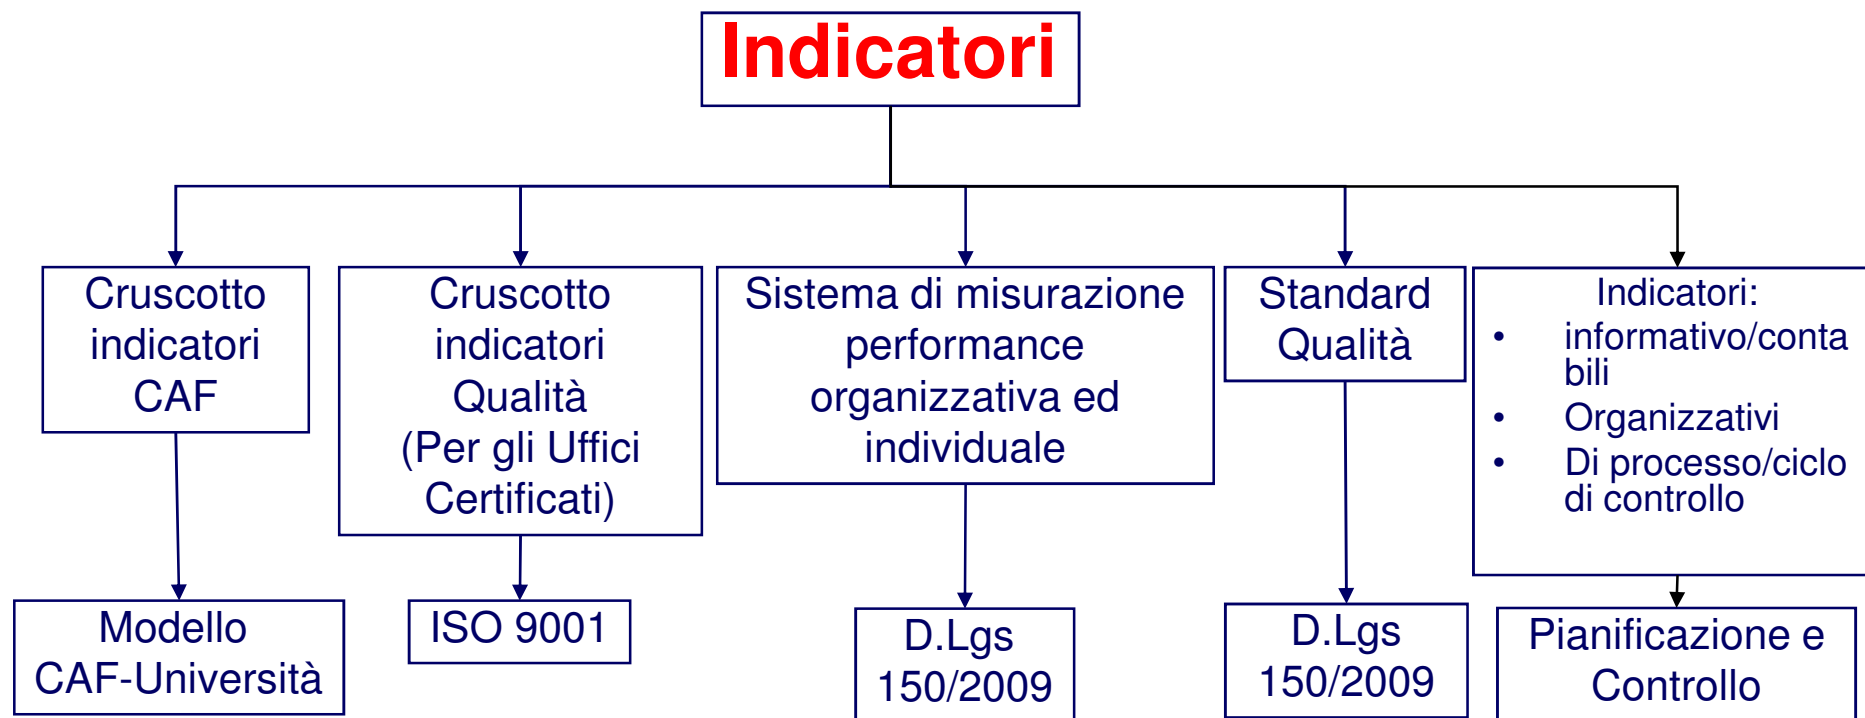 Indicatori
Cruscotto
indicatori
CAF
Cruscotto
indicatori
Qualità
(Per gli Uffici
Certificati)
Sistema di misurazione
performance
organizzativa ed
individuale
Standard
Qualità
Indicatori:
• informativo/conta
bili
• Organizzativi
• Di processo/ciclo
di controllo
Modello
CAF-Università
ISO 9001
D.Lgs
150/2009
D.Lgs
150/2009
Pianificazione e
Controllo